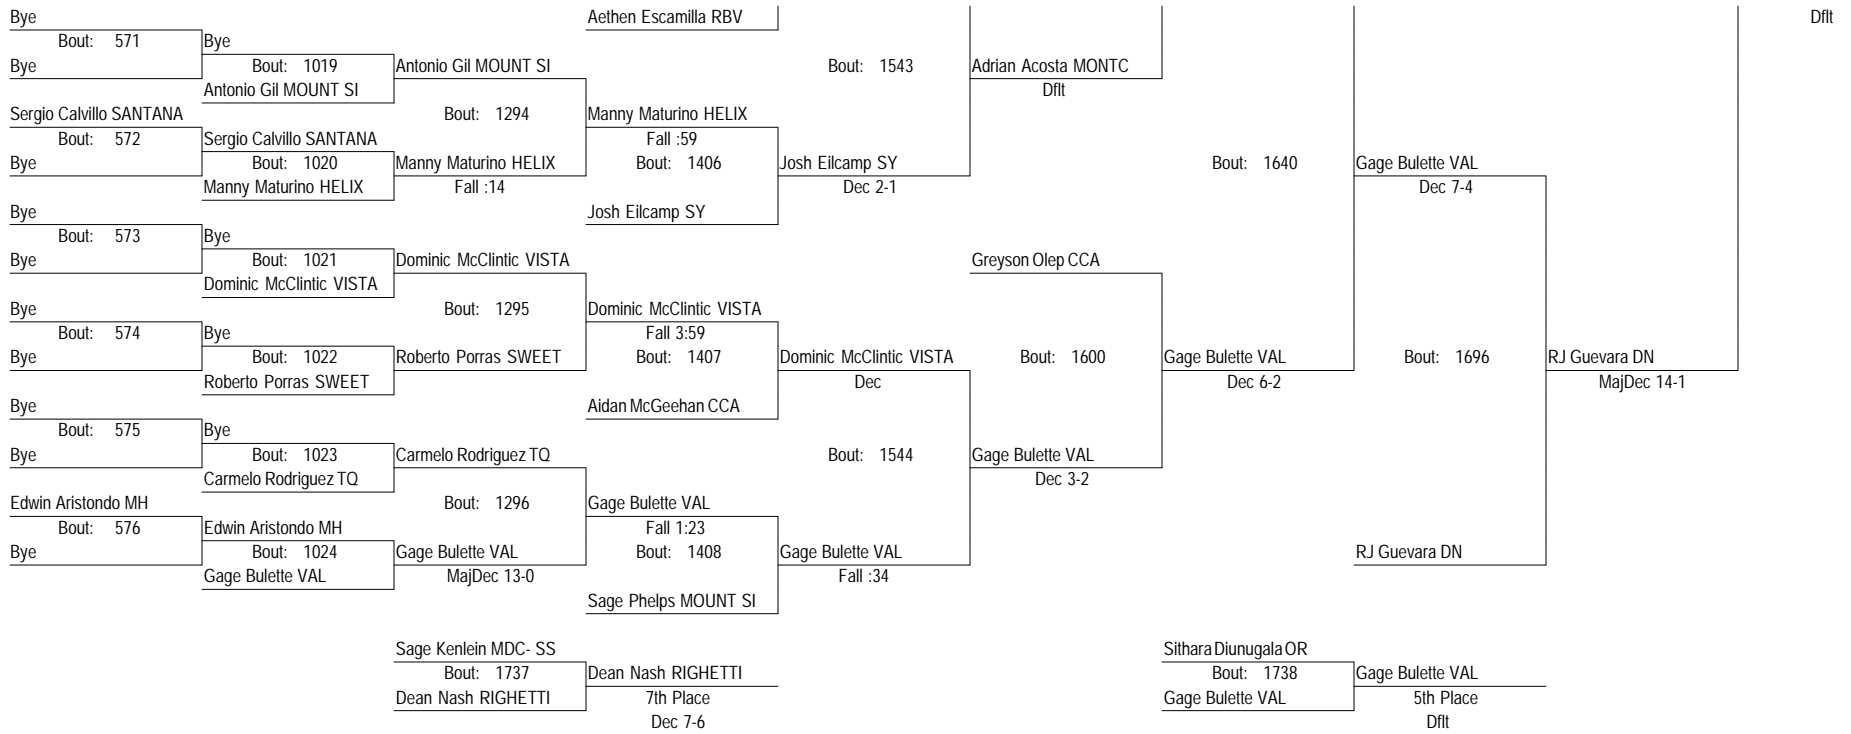 Bye Aethen Escamilla RBV Dflt
Bout: 571 Bye
Bye Bout: 1019 Antonio Gil MOUNT SI Bout: 1543 Adrian Acosta MONTC
Antonio Gil MOUNT SI Dflt
Sergio Calvillo SANTANA Bout: 1294 Manny Maturino HELIX
Bout: 572 Sergio Calvillo SANTANA Fall :59
Bye Bout: 1020 Manny Maturino HELIX Bout: 1406 Josh Eilcamp SY Bout: 1640 Gage Bulette VAL
Manny Maturino HELIX Fall :14 Dec 2-1 Dec 7-4
Bye Josh Eilcamp SY
Bout: 573 Bye
Bye Bout: 1021 Dominic McClintic VISTA Greyson Olep CCA
Dominic McClintic VISTA
Bye Bout: 1295 Dominic McClintic VISTA
Bout: 574 Bye Fall 3:59
Bye Bout: 1022 Roberto Porras SWEET Bout: 1407 Dominic McClintic VISTA Bout: 1600 Gage Bulette VAL Bout: 1696 RJ Guevara DN
Roberto Porras SWEET Dec Dec 6-2 MajDec 14-1
Bye Aidan McGeehan CCA
Bout: 575 Bye
Bye Bout: 1023 Carmelo Rodriguez TQ Bout: 1544 Gage Bulette VAL
Carmelo Rodriguez TQ Dec 3-2
Edwin Aristondo MH Bout: 1296 Gage Bulette VAL
Bout: 576 Edwin Aristondo MH Fall 1:23
Bye Bout: 1024 Gage Bulette VAL Bout: 1408 Gage Bulette VAL RJ Guevara DN
Gage Bulette VAL MajDec 13-0 Fall :34
Sage Phelps MOUNT SI
Sage Kenlein MDC- SS Sithara Diunugala OR
Bout: 1737 Dean Nash RIGHETTI Bout: 1738 Gage Bulette VAL
Dean Nash RIGHETTI 7th Place Gage Bulette VAL 5th Place
Dec 7-6 Dflt